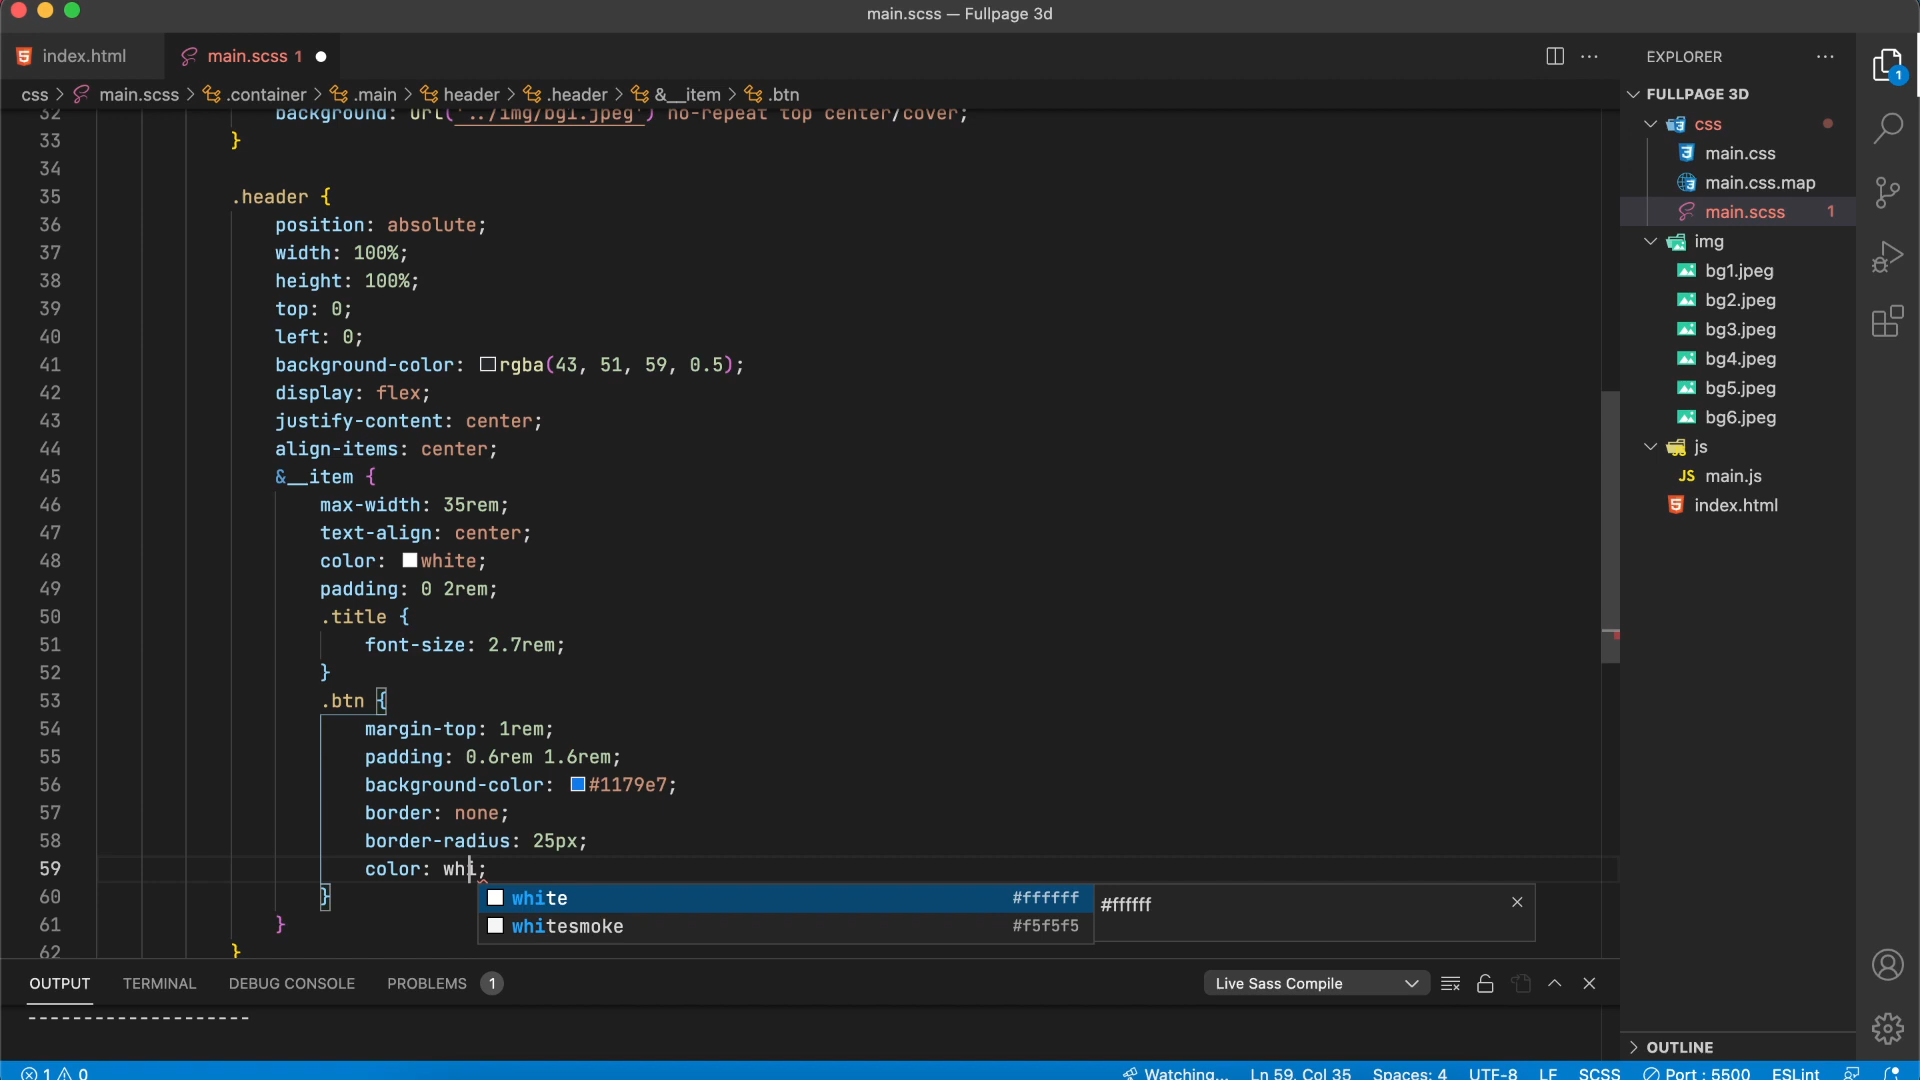 main.scss — Fullpage 3d
index.html
main.scss 1
EXPLORER
css > main.scss > .container > .main > header > .header > &__item > .btn
FULLPAGE 3D
css
main.css
main.css.map
main.scss 1
img
bg1.jpeg
bg2.jpeg
bg3.jpeg
bg4.jpeg
bg5.jpeg
bg6.jpeg
js
JS main.js
index.html
32 background: url('../img/bg1.jpeg') no-repeat top center/cover;
33 }
34
35 .header {
36 position: absolute;
37 width: 100%;
38 height: 100%;
39 top: 0;
40 left: 0;
41 background-color: rgba(43, 51, 59, 0.5);
42 display: flex;
43 justify-content: center;
44 align-items: center;
45 &__item {
46 max-width: 35rem;
47 text-align: center;
48 color: white;
49 padding: 0 2rem;
50 .title {
51 font-size: 2.7rem;
52 }
53 .btn {
54 margin-top: 1rem;
55 padding: 0.6rem 1.6rem;
56 background-color: #1179e7;
57 border: none;
58 border-radius: 25px;
59 color: whi;
60 }
61 }
62 }
white #ffffff
whitesmoke #f5f5f5
#ffffff
OUTPUT TERMINAL DEBUG CONSOLE PROBLEMS 1
Live Sass Compile
--------------------
OUTLINE
1 0
Watching... Ln 59, Col 35 Spaces: 4 UTF-8 LF SCSS Port : 5500 ESLint
1